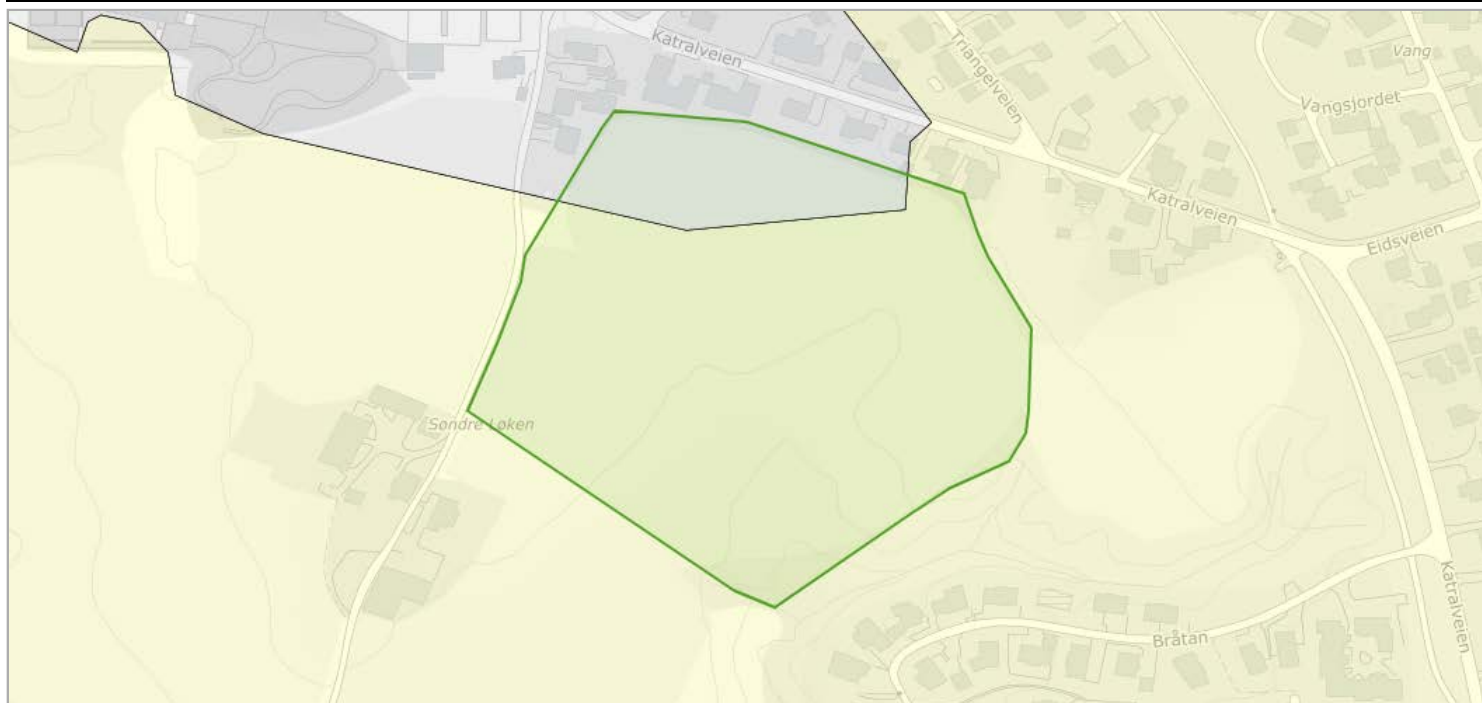 Katralveien
Triangelveien
Vang
Vangsjordet
Katralveien
Eidsveien
Søndre Løken
Bråtan
Katralveien